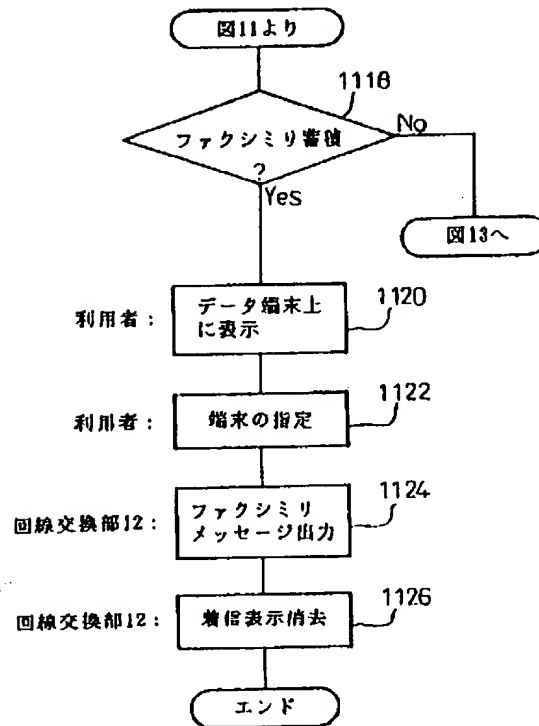 図11より
1118
ファクシミリ蓄積
?
No
Yes
図13へ
利用者：
データ端末上
に表示
1120
利用者：
端末の指定
1122
回線交換部12：
ファクシミリ
メッセージ出力
1124
回線交換部12：
着信表示消去
1126
エンド